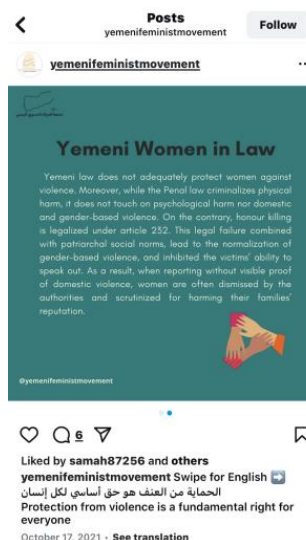 Posts
yemenifeministmovement
Follow
yemenifeministmovement
Yemeni Women in Law
Yemeni law does not adequately protect women against
violence. Moreover, while the Penal law criminalizes physical
harm, it does not touch on psychological harm nor domestic
and gender-based violence. On the contrary, honour killing
is legalized under article 232. This legal failure combined
with patriarchal social norms, lead to the normalization of
gender-based violence, and inhibited the victims' ability to
speak out. As a result, when reporting without visible proof
of domestic violence, women are often dismissed by the
authorities and scrutinized for harming their families'
reputation.
@yemenifeministmovement
6
Liked by samah87256 and others
yemenifeministmovement Swipe for English ➡️
الحماية من العنف هو حق أساسي لكل إنسان
Protection from violence is a fundamental right for
everyone
October 17, 2021 • See translation